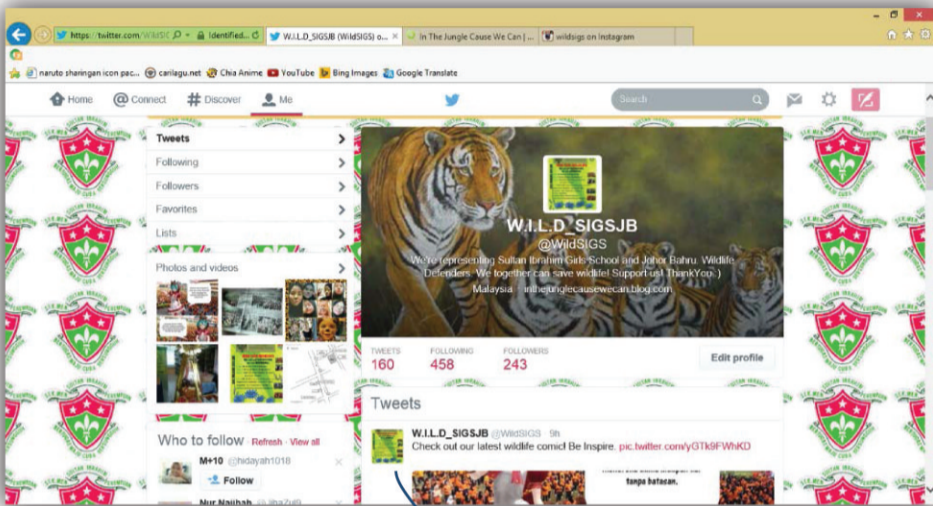 https://twitter.com/WildSIG
Identified...
W.I.L.D_SIGSJB (WildSIGS) o...
In The Jungle Cause We Can | ...
wildsigs on Instagram
naruto sharingan icon pac...
carilagu.net
Chia Anime
YouTube
Bing Images
Google Translate
Home
Connect
Discover
Me
Search
Tweets
Following
Followers
Favorites
Lists
Photos and videos
W.I.L.D_SIGSJB
@WildSIGS
We're representing Sultan Ibrahim Girls School and Johor Bahru. Wildlife
Defenders. We together can save wildlife! Support us! ThankYou :)
Malaysia · inthejunglecausewecan.blog.com
TWEETS
160
FOLLOWING
458
FOLLOWERS
243
Edit profile
Who to follow · Refresh · View all
M+10 @hidayah1018
Follow
Nur Najihah
Tweets
W.I.L.D_SIGSJB @WildSIGS · 9h
Check out our latest wildlife comic! Be Inspire. pic.twitter.com/yGTk9FWhKD
tanpa batasan.
SULTAN IBRAHIM